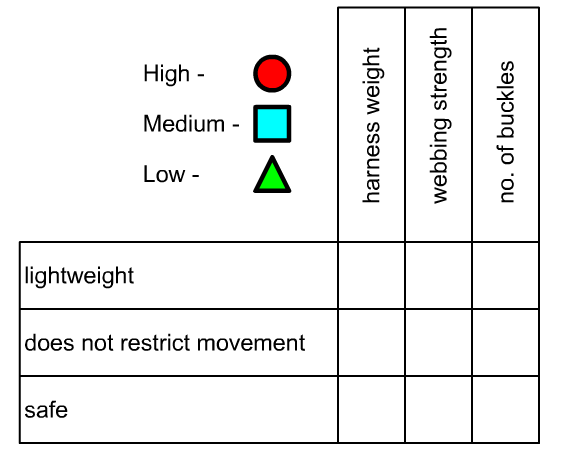 High -
Medium -
Low -
harness weight
webbing strength
no. of buckles
lightweight
does not restrict movement
safe